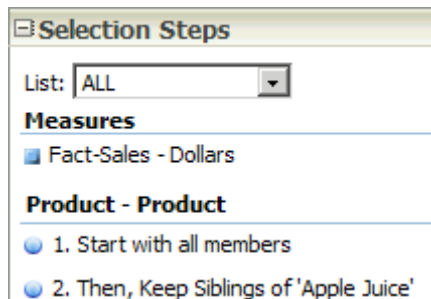 Selection Steps
List: ALL
Measures
Fact-Sales - Dollars
Product - Product
1. Start with all members
2. Then, Keep Siblings of 'Apple Juice'